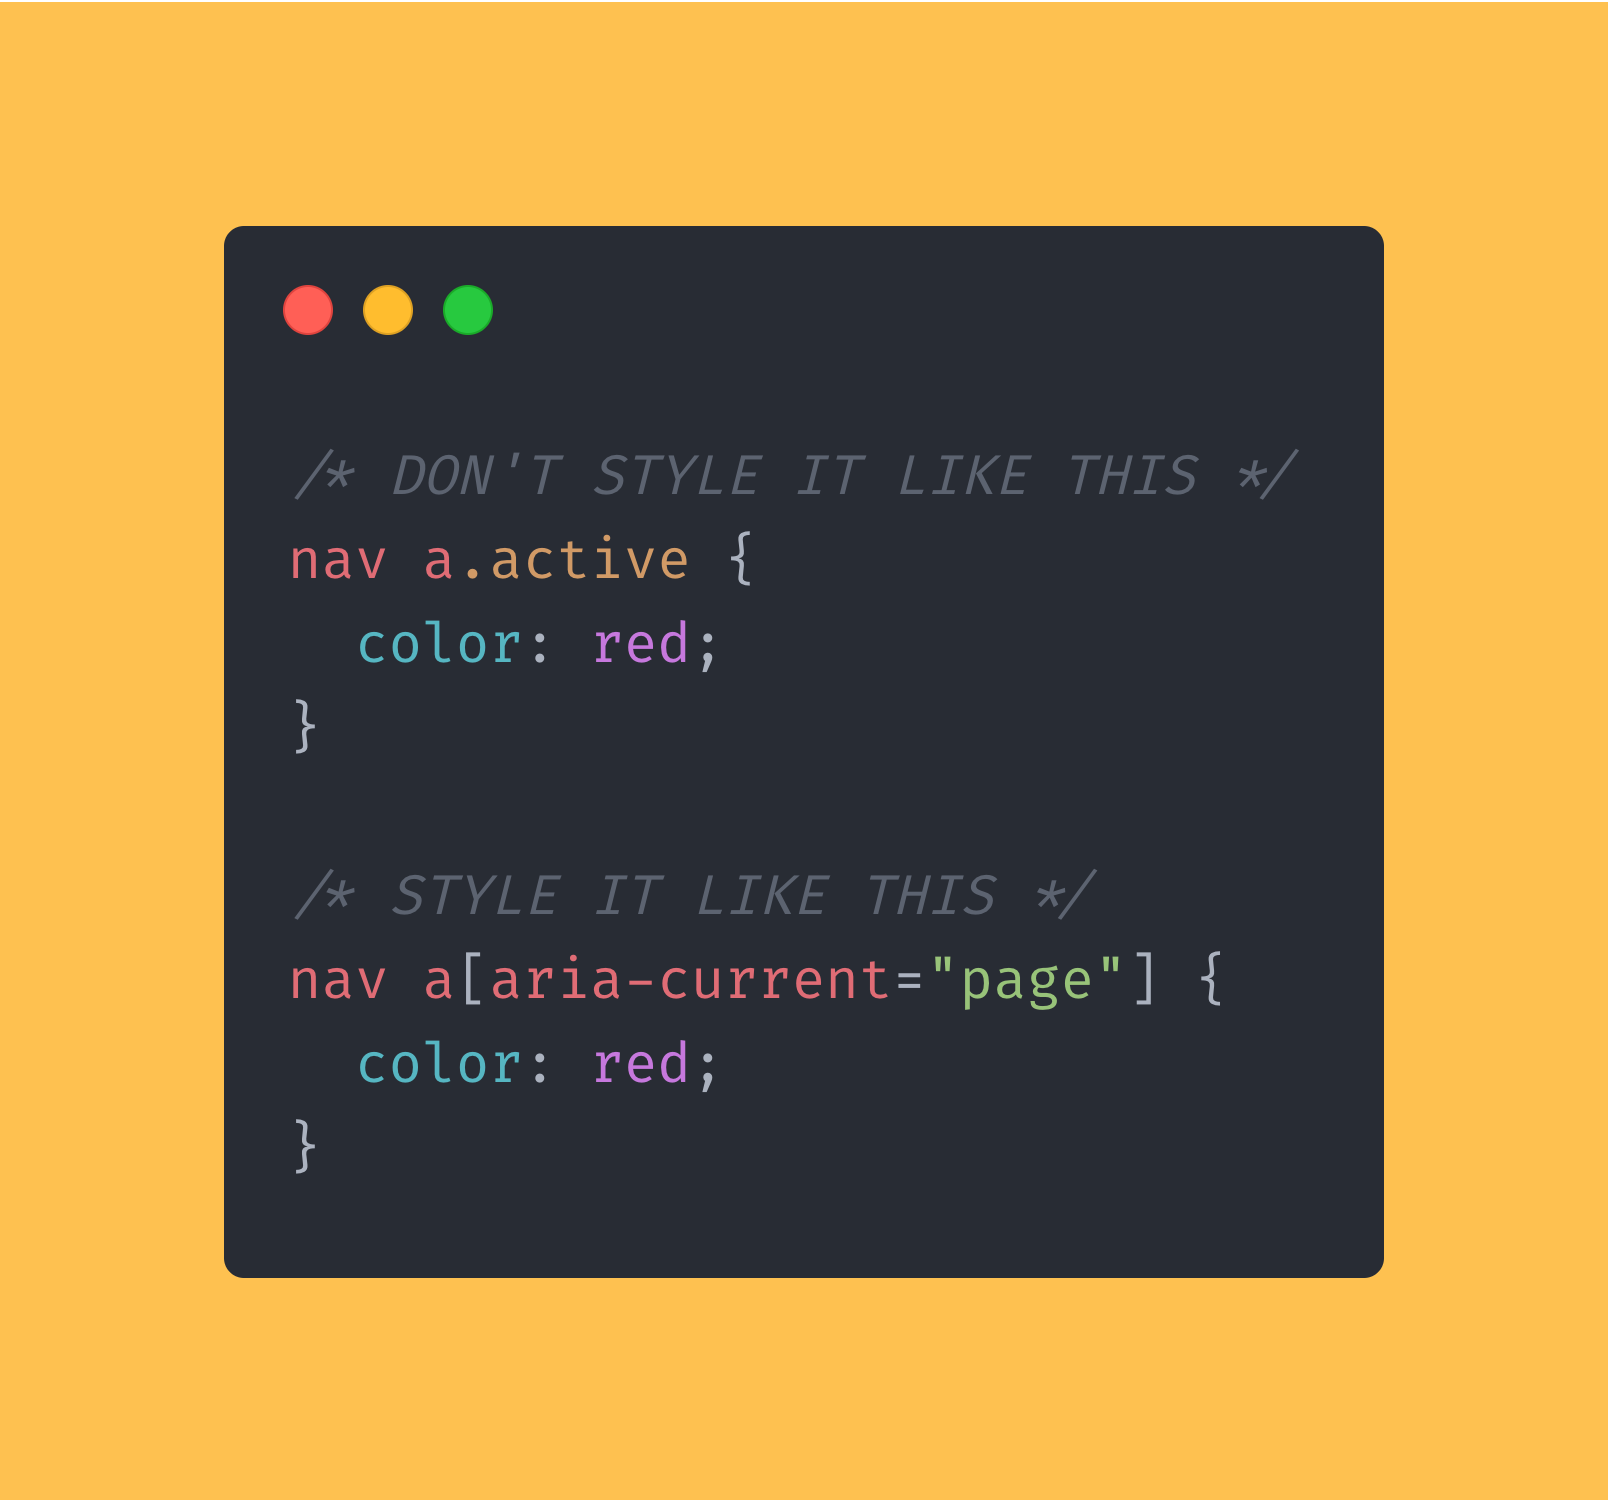 /* DON'T STYLE IT LIKE THIS */
nav a.active {
  color: red;
}
/* STYLE IT LIKE THIS */
nav a[aria-current="page"] {
  color: red;
}